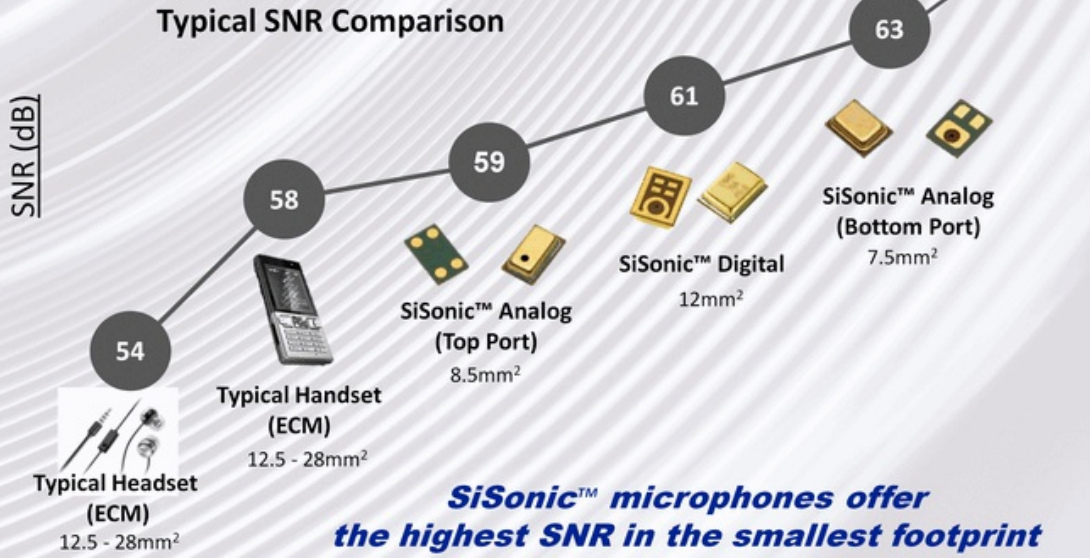 Typical SNR Comparison
SNR (dB)
54
58
59
61
63
Typical Headset
(ECM)
12.5 - 28mm²
Typical Handset
(ECM)
12.5 - 28mm²
SiSonic™ Analog
(Top Port)
8.5mm²
SiSonic™ Digital
12mm²
SiSonic™ Analog
(Bottom Port)
7.5mm²
SiSonic™ microphones offer
the highest SNR in the smallest footprint